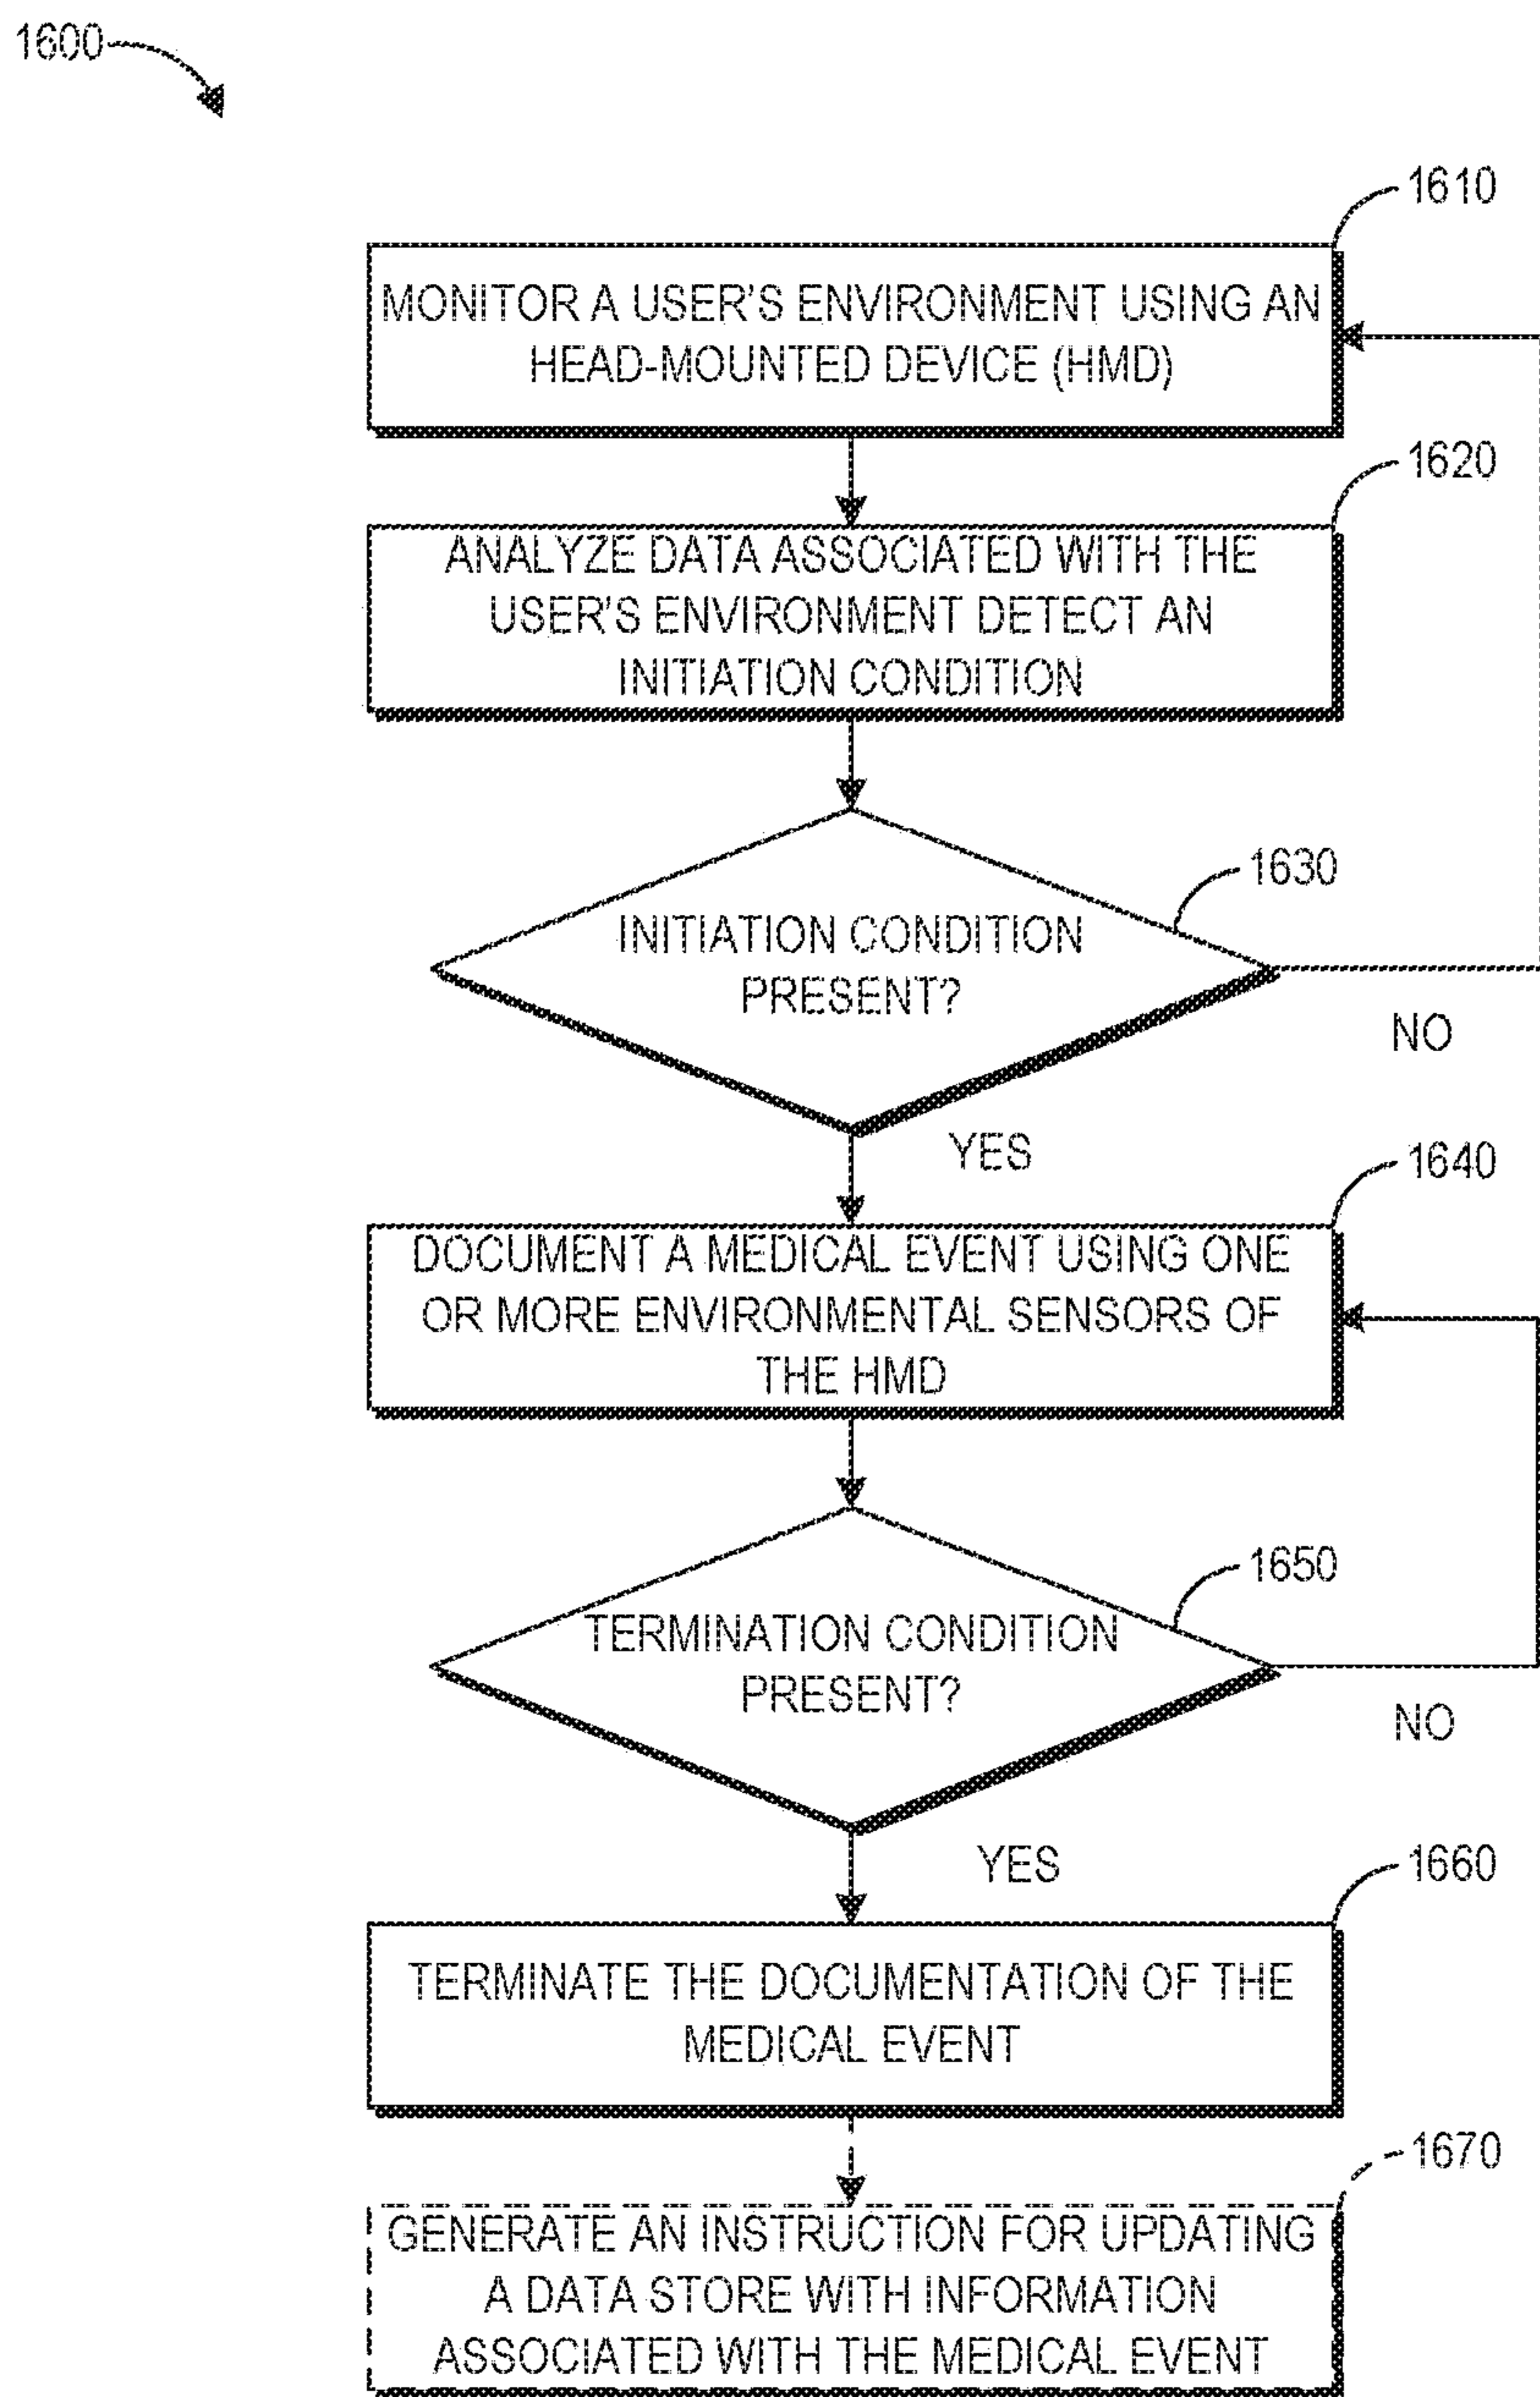 1600
1610
MONITOR A USER'S ENVIRONMENT USING AN
HEAD-MOUNTED DEVICE (HMD)
1620
ANALYZE DATA ASSOCIATED WITH THE
USER'S ENVIRONMENT DETECT AN
INITIATION CONDITION
1630
INITIATION CONDITION
PRESENT?
NO
YES
1640
DOCUMENT A MEDICAL EVENT USING ONE
OR MORE ENVIRONMENTAL SENSORS OF
THE HMD
1650
TERMINATION CONDITION
PRESENT?
NO
YES
1660
TERMINATE THE DOCUMENTATION OF THE
MEDICAL EVENT
1670
GENERATE AN INSTRUCTION FOR UPDATING
A DATA STORE WITH INFORMATION
ASSOCIATED WITH THE MEDICAL EVENT